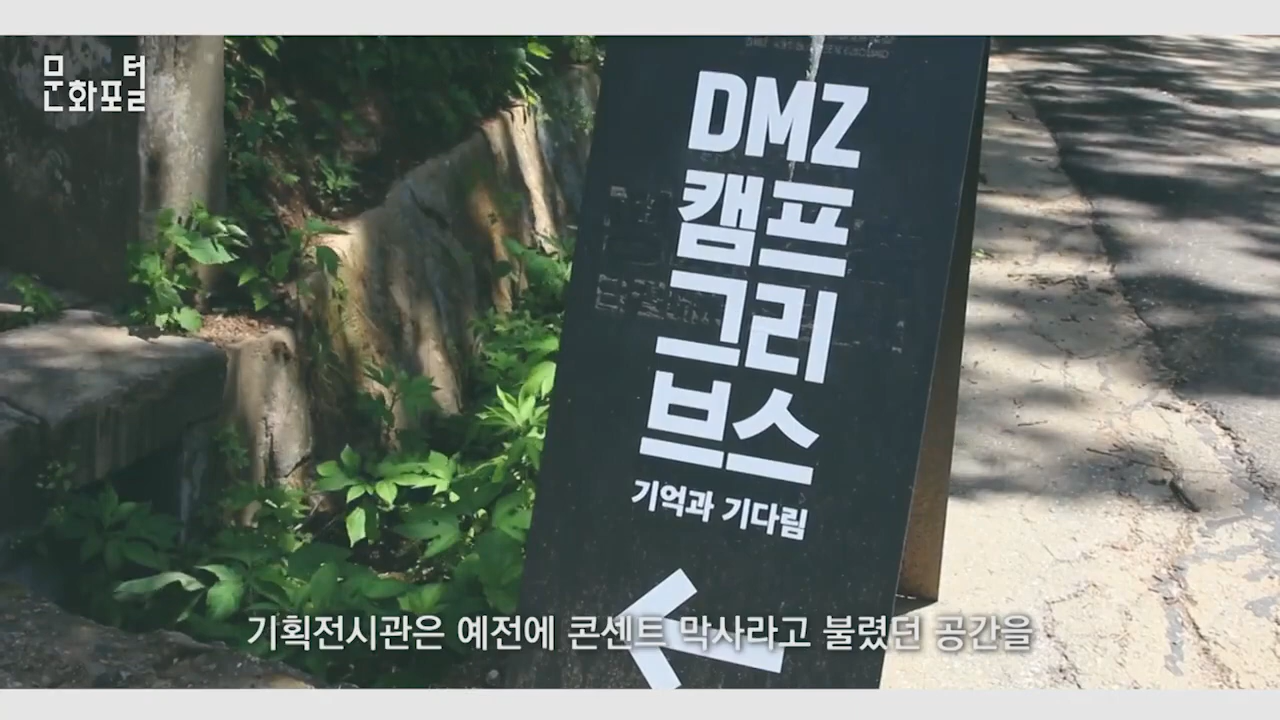 문화포털
DMZ
캠프
그리
브스
기억과 기다림
기획전시관은 예전에 콘센트 막사라고 불렸던 공간을